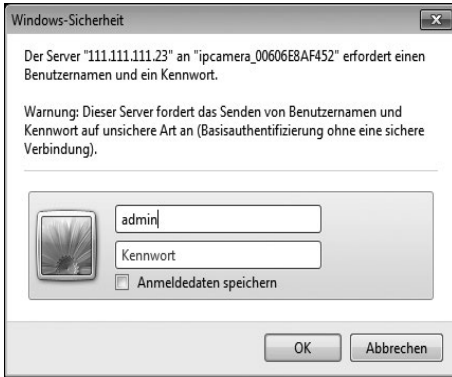 Windows-Sicherheit
Der Server "111.111.111.23" an "ipcamera_00606E8AF452" erfordert einen
Benutzernamen und ein Kennwort.
Warnung: Dieser Server fordert das Senden von Benutzernamen und
Kennwort auf unsichere Art an (Basisauthentifizierung ohne eine sichere
Verbindung).
admin
Kennwort
Anmeldedaten speichern
OK Abbrechen